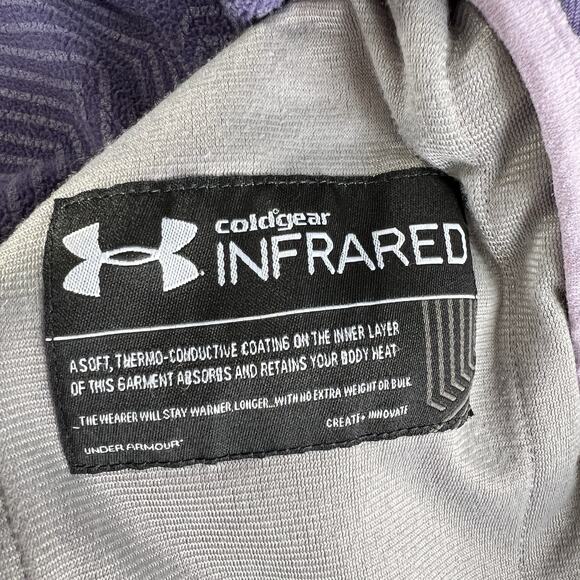 coldgear
INFRARED
A SOFT, THERMO-CONDUCTIVE COATING ON THE INNER LAYER
OF THIS GARMENT ABSORBS AND RETAINS YOUR BODY HEAT
...THE WEARER WILL STAY WARMER, LONGER...WITH NO EXTRA WEIGHT OR BULK
CREATE + INNOVATE
UNDER ARMOUR